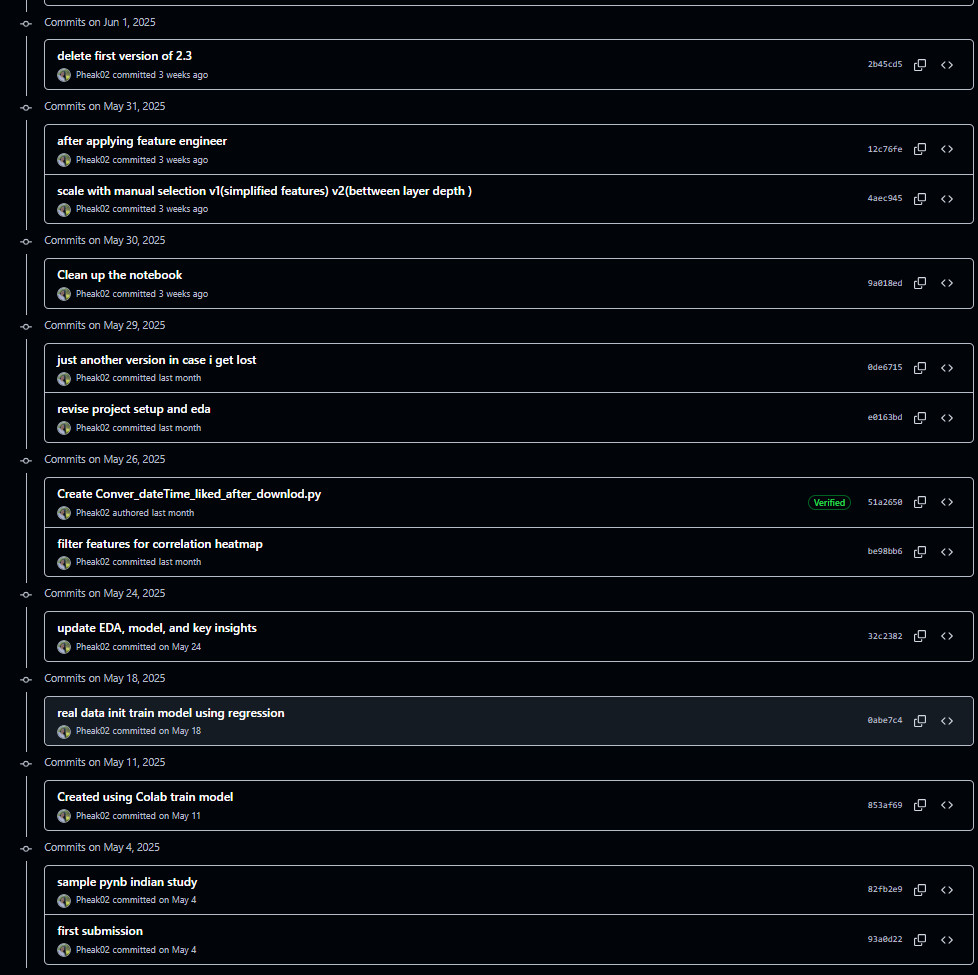 Commits on Jun 1, 2025
delete first version of 2.3
Pheak02 committed 3 weeks ago
2b45cd5
Commits on May 31, 2025
after applying feature engineer
Pheak02 committed 3 weeks ago
12c76fe
scale with manual selection v1(simplified features) v2(bettween layer depth )
Pheak02 committed 3 weeks ago
4aec945
Commits on May 30, 2025
Clean up the notebook
Pheak02 committed 3 weeks ago
9a018ed
Commits on May 29, 2025
just another version in case i get lost
Pheak02 committed last month
0de6715
revise project setup and eda
Pheak02 committed last month
e0163bd
Commits on May 26, 2025
Create Conver_dateTime_liked_after_downlod.py
Pheak02 authored last month
Verified 51a2650
filter features for correlation heatmap
Pheak02 committed last month
be98bb6
Commits on May 24, 2025
update EDA, model, and key insights
Pheak02 committed on May 24
32c2382
Commits on May 18, 2025
real data init train model using regression
Pheak02 committed on May 18
0abe7c4
Commits on May 11, 2025
Created using Colab train model
Pheak02 committed on May 11
853af69
Commits on May 4, 2025
sample pynb indian study
Pheak02 committed on May 4
82fb2e9
first submission
Pheak02 committed on May 4
93a0d22